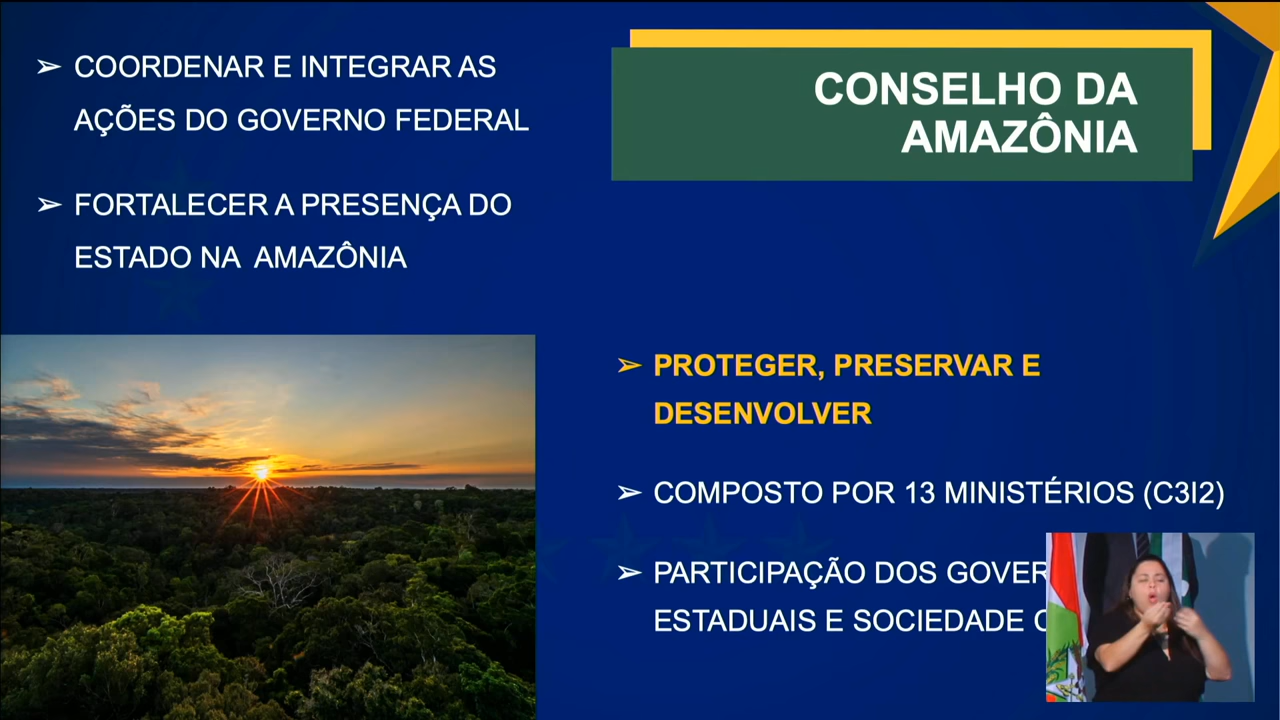 ➢ COORDENAR E INTEGRAR AS
AÇÕES DO GOVERNO FEDERAL
➢ FORTALECER A PRESENÇA DO
ESTADO NA AMAZÔNIA
CONSELHO DA
AMAZÔNIA
➢ PROTEGER, PRESERVAR E
DESENVOLVER
➢ COMPOSTO POR 13 MINISTÉRIOS (C3I2)
➢ PARTICIPAÇÃO DOS
ESTADUAIS E SOCIEDADE